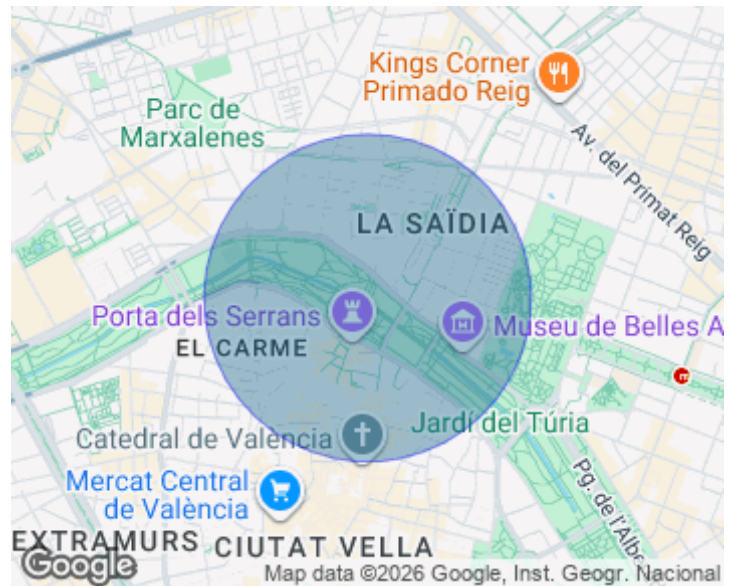 Kings Corner
Primado Reig
Parc de
Marxalenes
Av. del Primat Reig
LA SAÏDIA
Porta dels Serrans
Museu de Belles A
EL CARME
Jardí del Túria
Catedral de València
Mercat Central
de València
Pg. de l'Albe
EXTRAMURS
CIUTAT VELLA
Google
Map data ©2026 Google, Inst. Geogr. Nacional